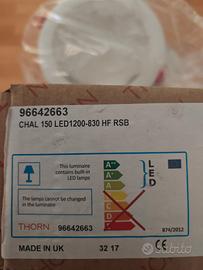 96642663
CHAL 150 LED1200-830 HF RSB
This luminaire
contains built-in
LED lamps
A++
A+
A
B
C
D
E
LED
The lamps cannot be changed
in the luminaire
THORN 96642663
874/2012
MADE IN UK 32 17
Subito